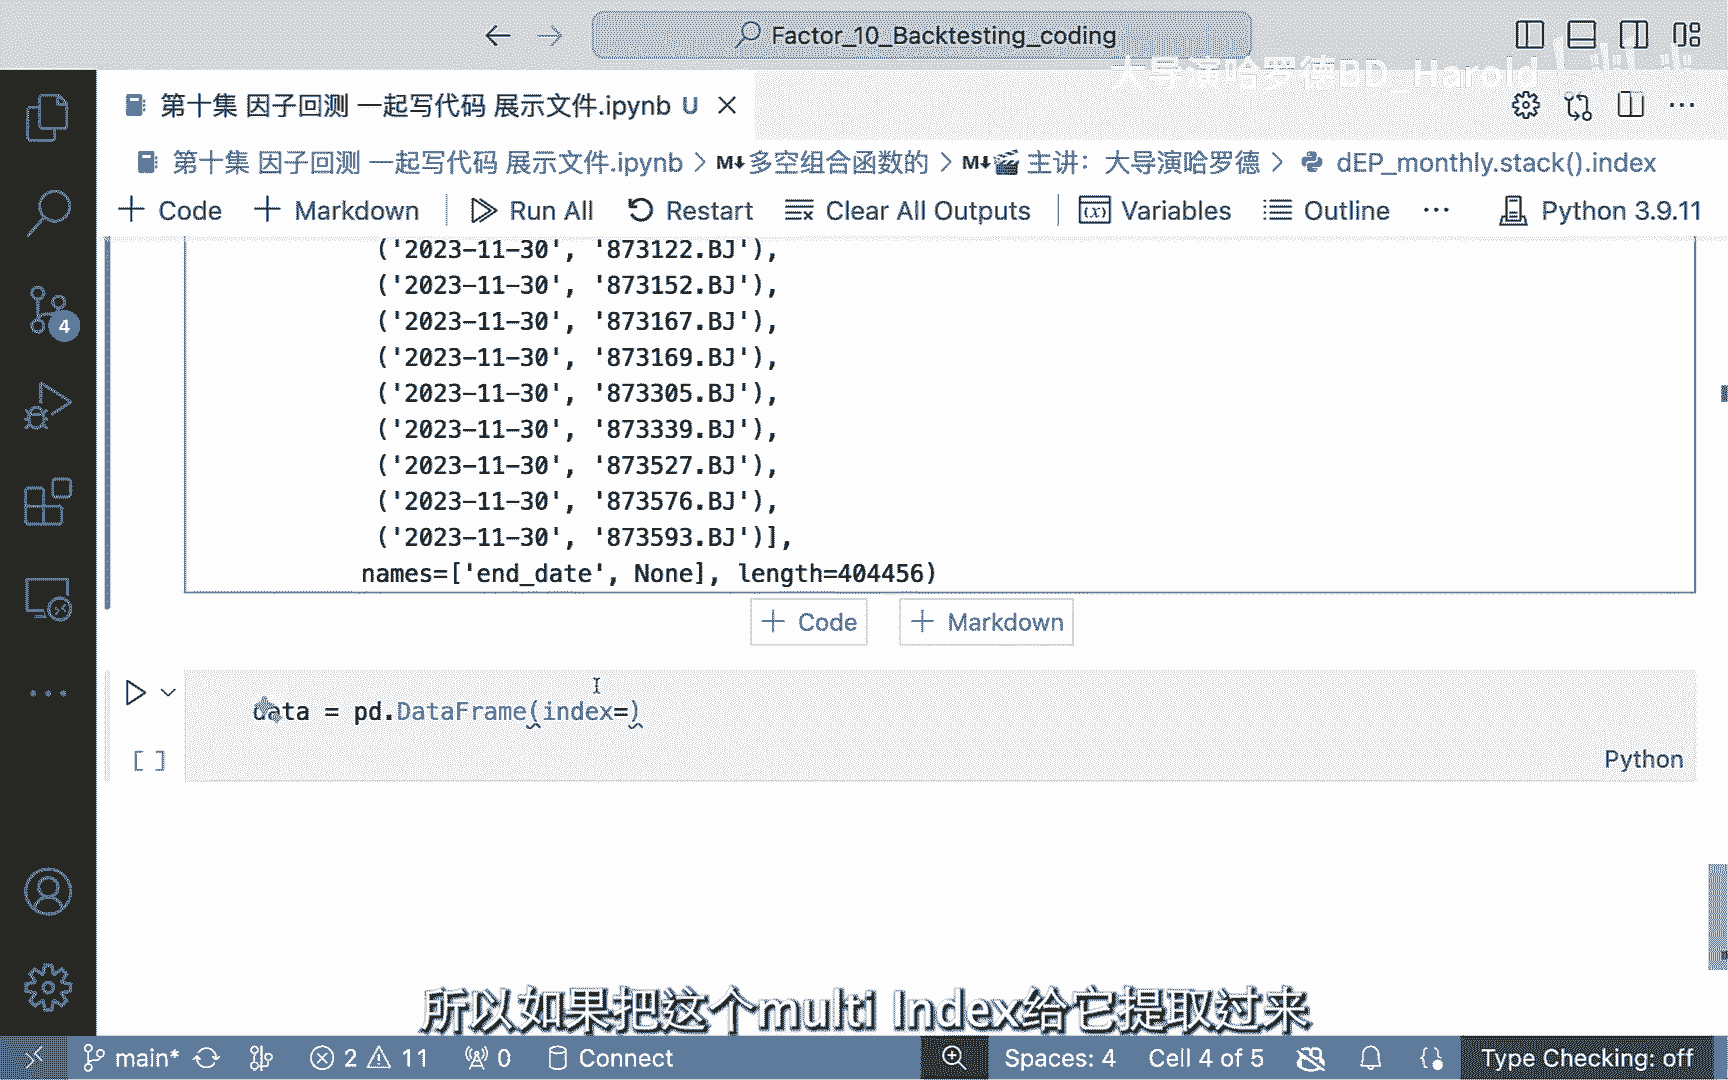 Factor_10_Backtesting_coding
大导演哈罗德BD_Harold
第十集 因子回测 一起写代码 展示文件.ipynb U
第十集 因子回测 一起写代码 展示文件.ipynb > M↓ 多空组合函数的 > M↓ 🎬 主讲：大导演哈罗德 > dEP_monthly.stack().index
+ Code + Markdown Run All Restart Clear All Outputs Variables Outline ··· Python 3.9.11
('2023-11-30', '873122.BJ'),
('2023-11-30', '873152.BJ'),
('2023-11-30', '873167.BJ'),
('2023-11-30', '873169.BJ'),
('2023-11-30', '873305.BJ'),
('2023-11-30', '873339.BJ'),
('2023-11-30', '873527.BJ'),
('2023-11-30', '873576.BJ'),
('2023-11-30', '873593.BJ')],
names=['end_date', None], length=404456)
+ Code + Markdown
data = pd.DataFrame(index=)
[ ]
Python
4
所以如果把这个multi Index给它提取过来
main* 2 11 0 Connect Spaces: 4 Cell 4 of 5 Type Checking: off